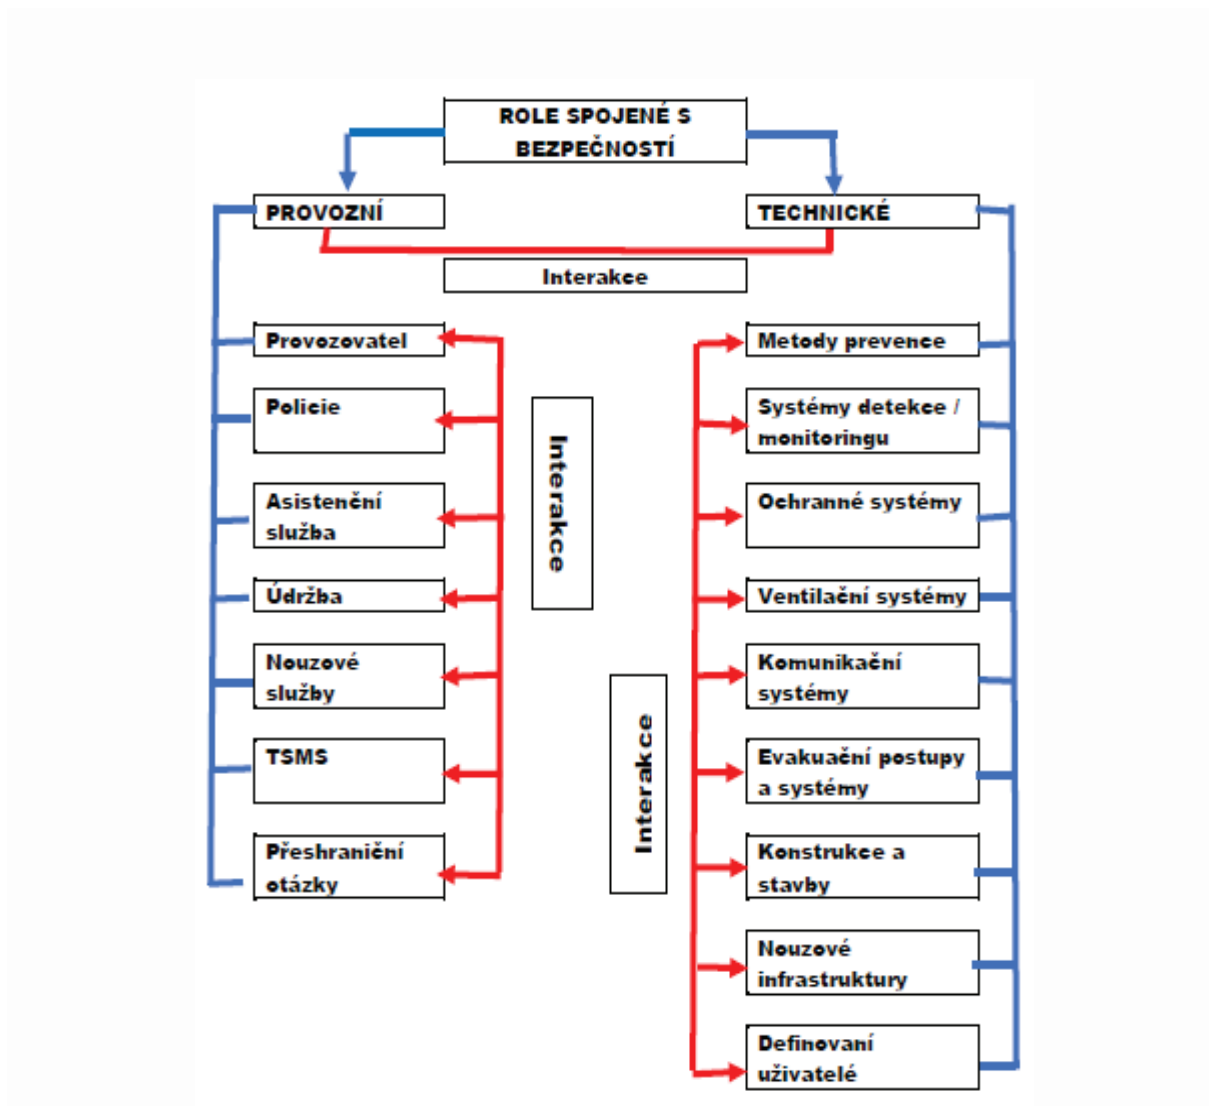 ROLE SPOJENÉ S
BEZPEČNOSTÍ
PROVOZNÍ
TECHNICKÉ
Interakce
Provozovatel
Policie
Asistenční
služba
Údržba
Nouzové
služby
TSMS
Přeshraniční
otázky
Interakce
Interakce
Metody prevence
Systémy detekce /
monitoringu
Ochranné systémy
Ventilační systémy
Komunikační
systémy
Evakuační postupy
a systémy
Konstrukce a
stavby
Nouzové
infrastruktury
Definovaní
uživatelé